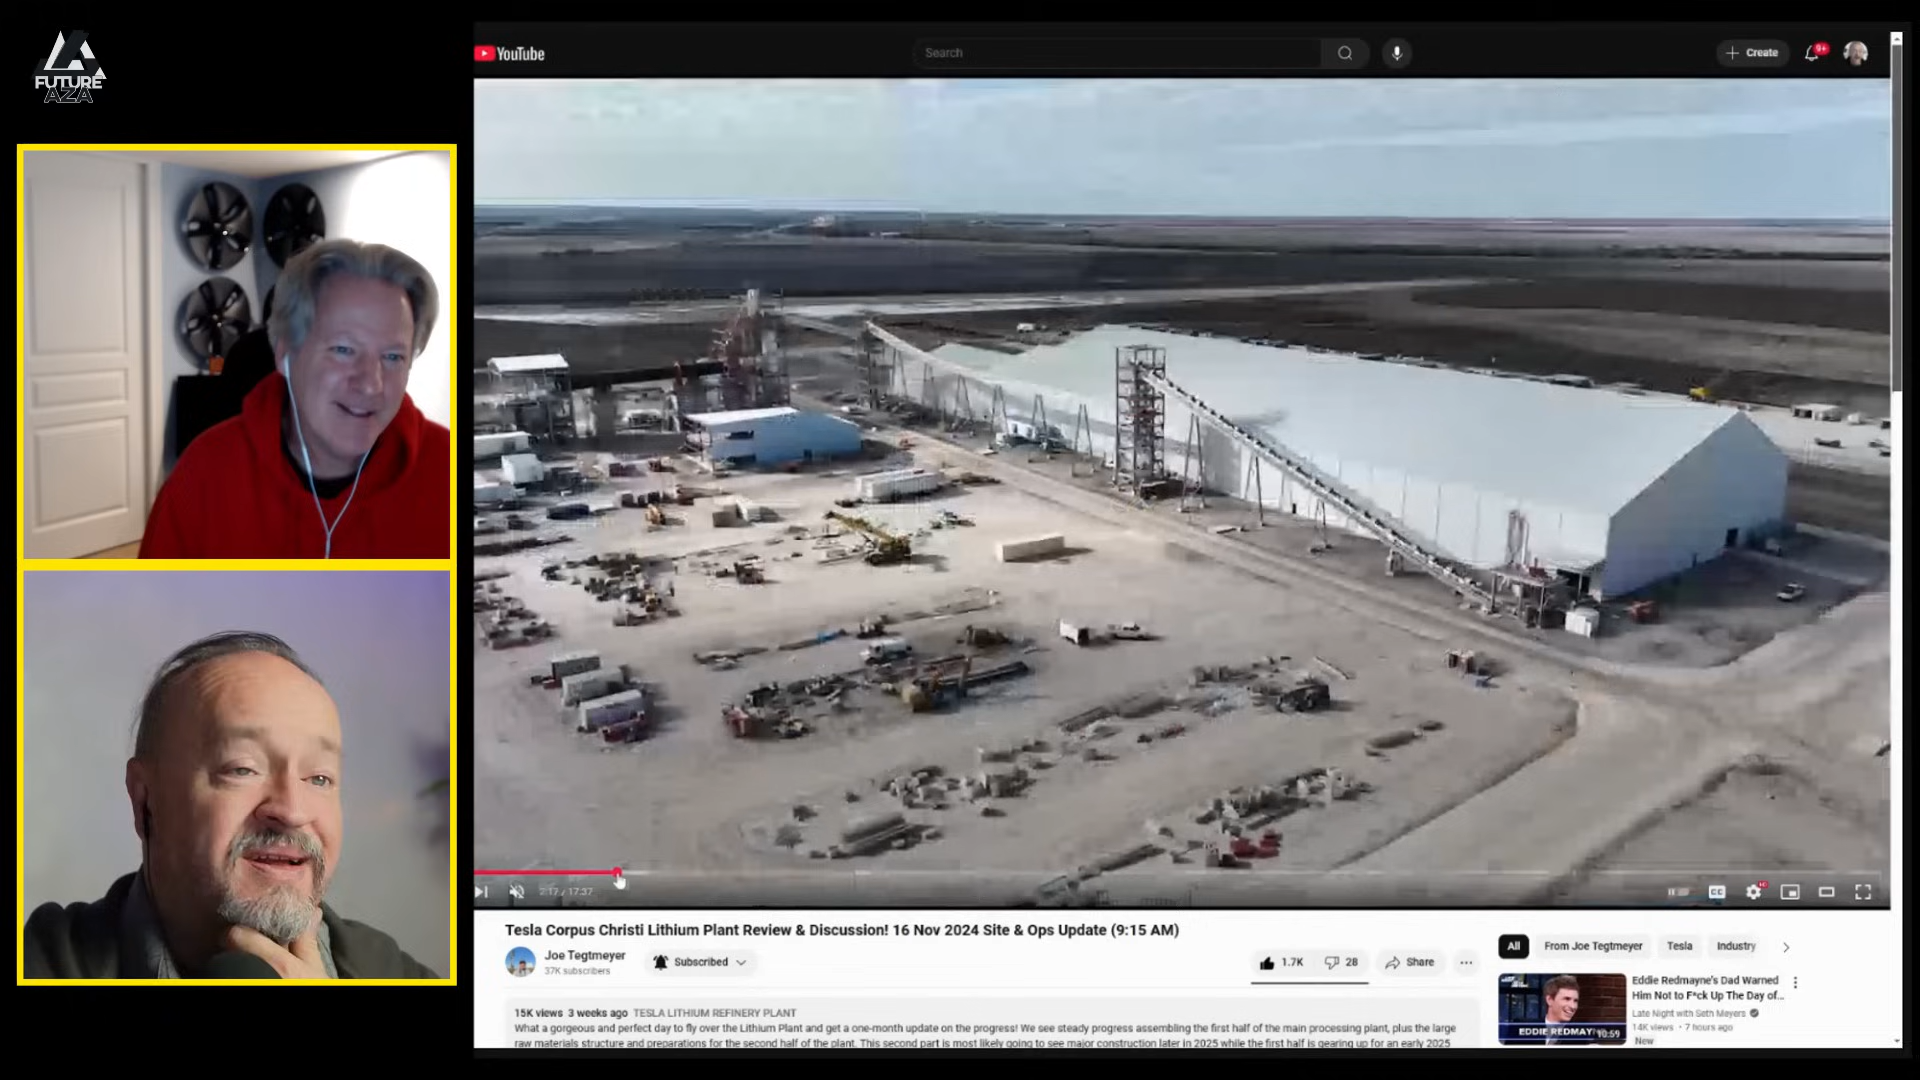 FUTURE
AZA
YouTube
Search
Create
9+
2:17 / 17:37
CC
HD
Tesla Corpus Christi Lithium Plant Review & Discussion! 16 Nov 2024 Site & Ops Update (9:15 AM)
Joe Tegtmeyer
37K subscribers
Subscribed
1.7K
28
Share
15K views 3 weeks ago TESLA LITHIUM REFINERY PLANT
What a gorgeous and perfect day to fly over the Lithium Plant and get a one-month update on the progress! We see steady progress assembling the first half of the main processing plant, plus the large
raw materials structure and preparations for the second half of the plant. This second part is most likely going to see major construction later in 2025 while the first half is gearing up for an early 2025
All
From Joe Tegtmeyer
Tesla
Industry
EDDIE REDMAY
10:59
Eddie Redmayne's Dad Warned
Him Not to F*ck Up The Day of...
Late Night with Seth Meyers
14K views • 7 hours ago
New